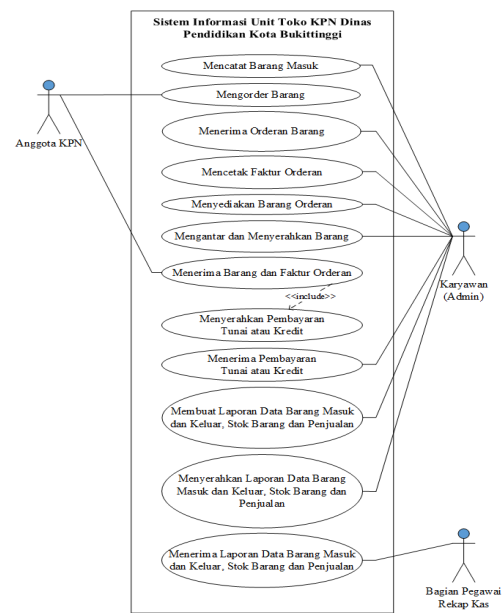 Sistem Informasi Unit Toko KPN Dinas
Pendidikan Kota Bukittinggi
Mencatat Barang Masuk
Mengorder Barang
Menerima Orderan Barang
Anggota KPN
Mencetak Faktur Orderan
Menyediakan Barang Orderan
Mengantar dan Menyerahkan Barang
Menerima Barang dan Faktur Orderan
Karyawan
(Admin)
<<include>>
Menyerahkan Pembayaran
Tunai atau Kredit
Menerima Pembayaran
Tunai atau Kredit
Membuat Laporan Data Barang Masuk
dan Keluar, Stok Barang dan Penjualan
Menyerahkan Laporan Data Barang
Masuk dan Keluar, Stok Barang dan
Penjualan
Menerima Laporan Data Barang Masuk
dan Keluar, Stok Barang dan Penjualan
Bagian Pegawai
Rekap Kas